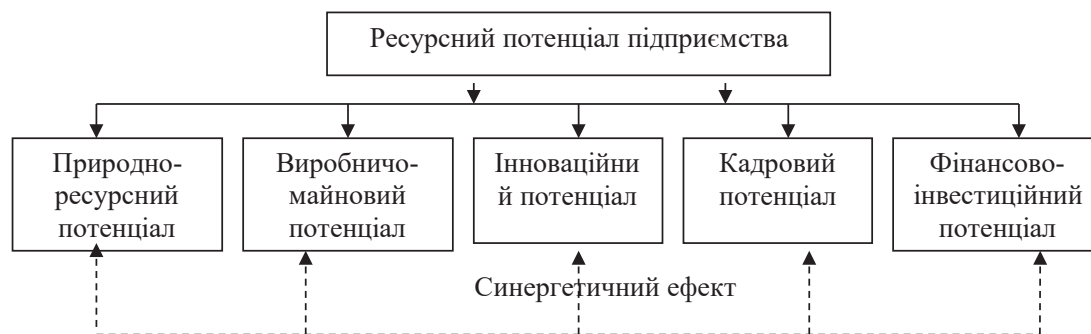 Ресурсний потенціал підприємства
Природно-
ресурсний
потенціал
Виробничо-
майновий
потенціал
Інноваційни
й потенціал
Кадровий
потенціал
Фінансово-
інвестиційний
потенціал
Синергетичний ефект